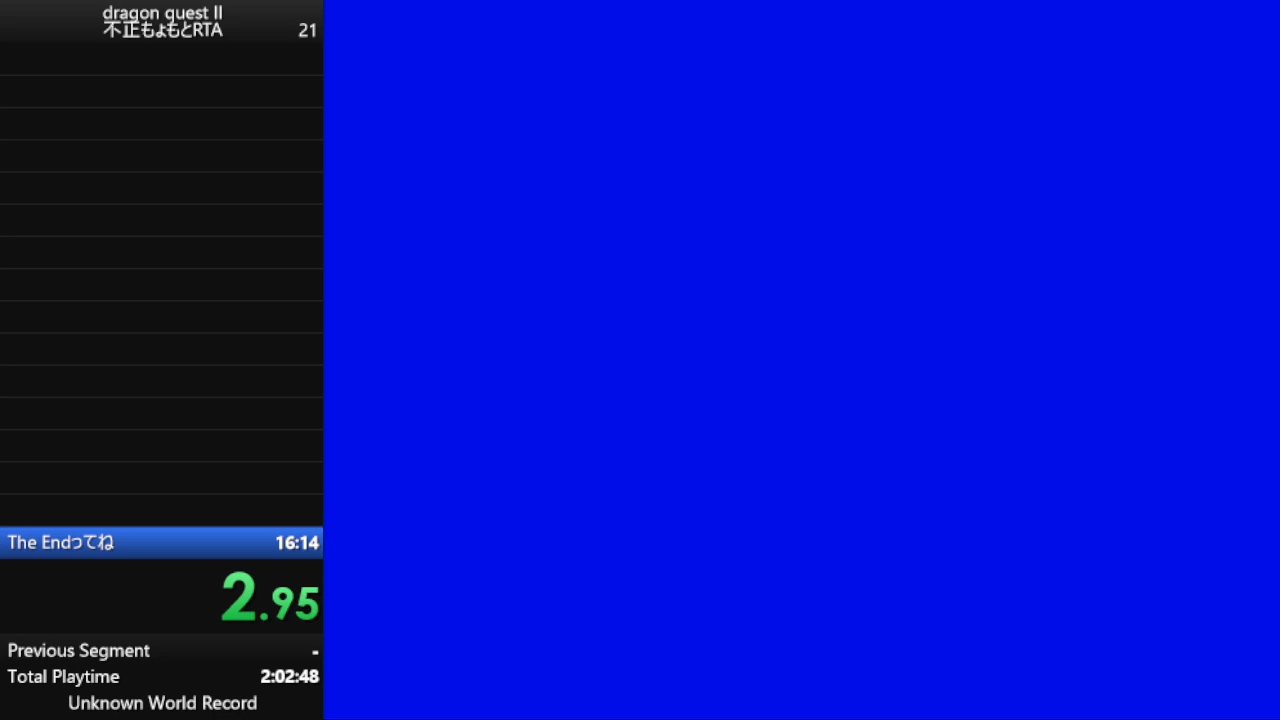 dragon quest II
不正もょもとRTA 21
The Endってね 16:14
2.95
Previous Segment -
Total Playtime 2:02:48
Unknown World Record